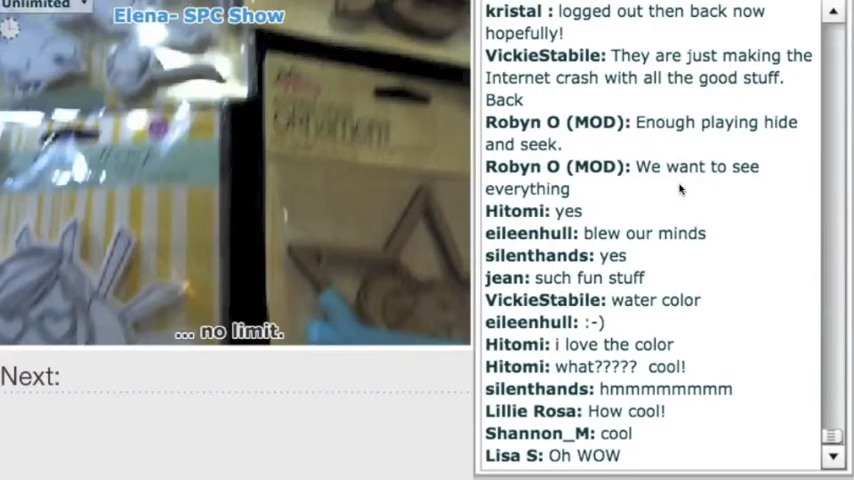 Unlimited
Elena- SPC Show
Ornament
... no limit.
Next:
kristal : logged out then back now
hopefully!
VickieStabile: They are just making the
Internet crash with all the good stuff.
Back
Robyn O (MOD): Enough playing hide
and seek.
Robyn O (MOD): We want to see
everything
Hitomi: yes
eileenhull: blew our minds
silenthands: yes
jean: such fun stuff
VickieStabile: water color
eileenhull: :-)
Hitomi: i love the color
Hitomi: what????? cool!
silenthands: hmmmmmmmm
Lillie Rosa: How cool!
Shannon_M: cool
Lisa S: Oh WOW